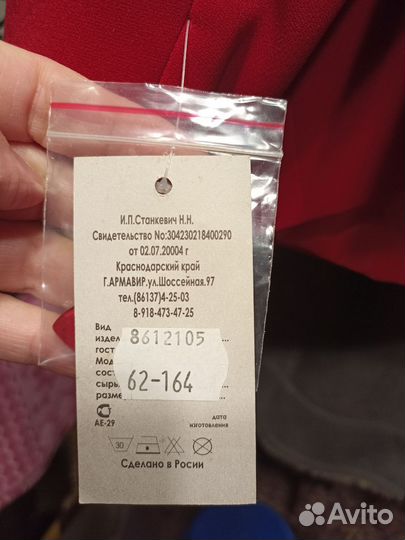 И.П.Станкевич Н.Н.
Свидетельство No:304230218400290
от 02.07.20004 г
Краснодарский край
Г.АРМАВИР.ул.Шоссейная.97
тел.(86137)4-25-03
8-918-473-47-25
Вид
издел
8612105
гост
Мод
сост
62-164
сырь
разме
АЕ-29
дата
изготовления
30
Сделано в Росии
Avito